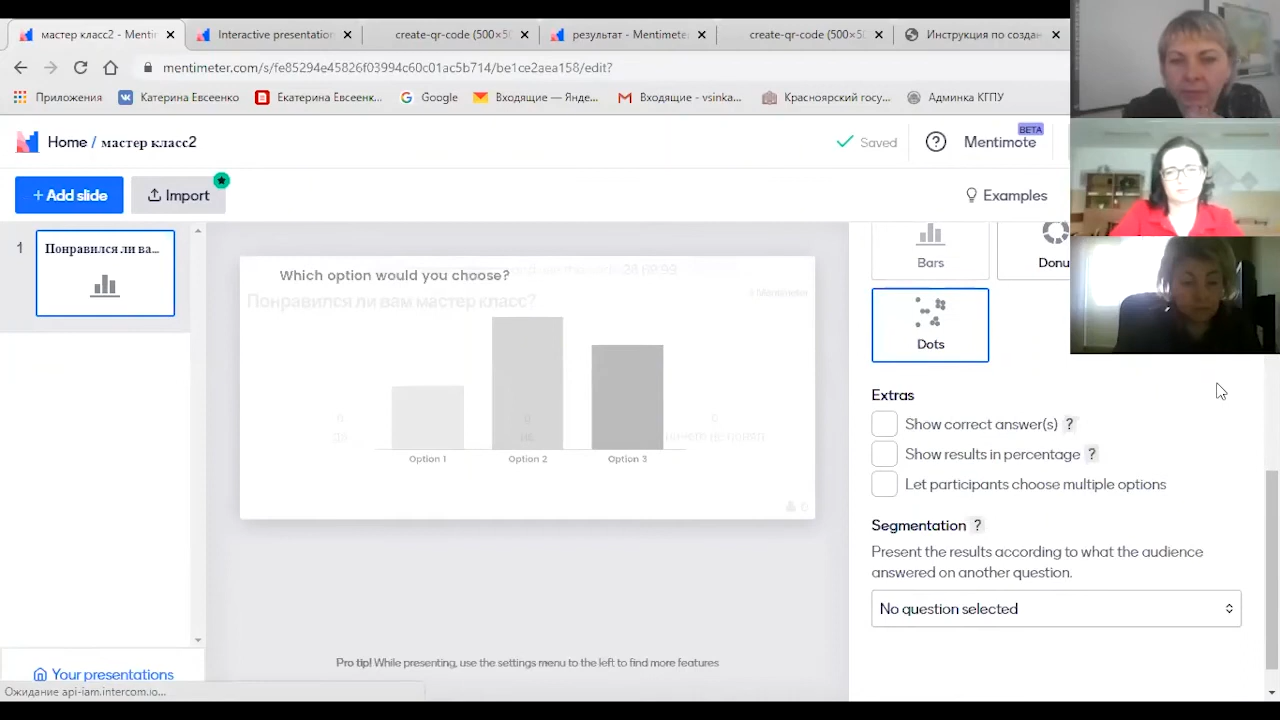 мастер класс2 - Menti
Interactive presentation
create-qr-code (500×5
результат - Mentimete
create-qr-code (500×5
Инструкция по создан
mentimeter.com/s/fe85294e45826f03994c60c01ac5b714/be1ce2aea158/edit?
Приложения
Катерина Евсеенко
Екатерина Евсеенк...
Google
Входящие — Янде...
Входящие - vsinka...
Красноярский госу...
Админка КГПУ
Home / мастер класс2
Saved
?
Mentimote
BETA
+ Add slide
Import
Examples
1
Понравился ли ва...
Which option would you choose?
Понравился ли вам мастер класс?
Mentimeter
0
0
0
Option 1
Option 2
Option 3
0
Pro tip! While presenting, use the settings menu to the left to find more features
Bars
Donu
Dots
Extras
Show correct answer(s) ?
Show results in percentage ?
Let participants choose multiple options
Segmentation ?
Present the results according to what the audience
answered on another question.
No question selected
Your presentations
Ожидание api-iam.intercom.io...